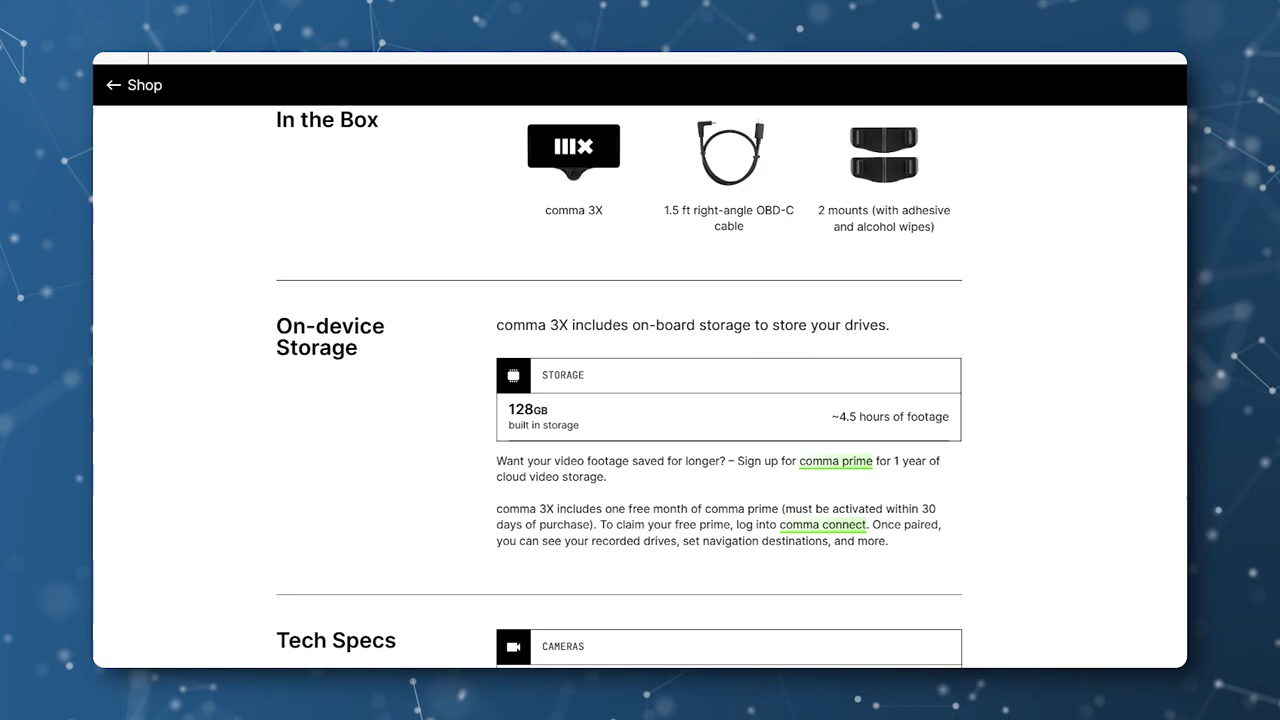 ← Shop
In the Box
IIIX
comma 3X
1.5 ft right-angle OBD-C
cable
2 mounts (with adhesive
and alcohol wipes)
On-device
Storage
comma 3X includes on-board storage to store your drives.
STORAGE
128GB
built in storage
~4.5 hours of footage
Want your video footage saved for longer? – Sign up for comma prime for 1 year of
cloud video storage.
comma 3X includes one free month of comma prime (must be activated within 30
days of purchase). To claim your free prime, log into comma connect. Once paired,
you can see your recorded drives, set navigation destinations, and more.
Tech Specs
CAMERAS